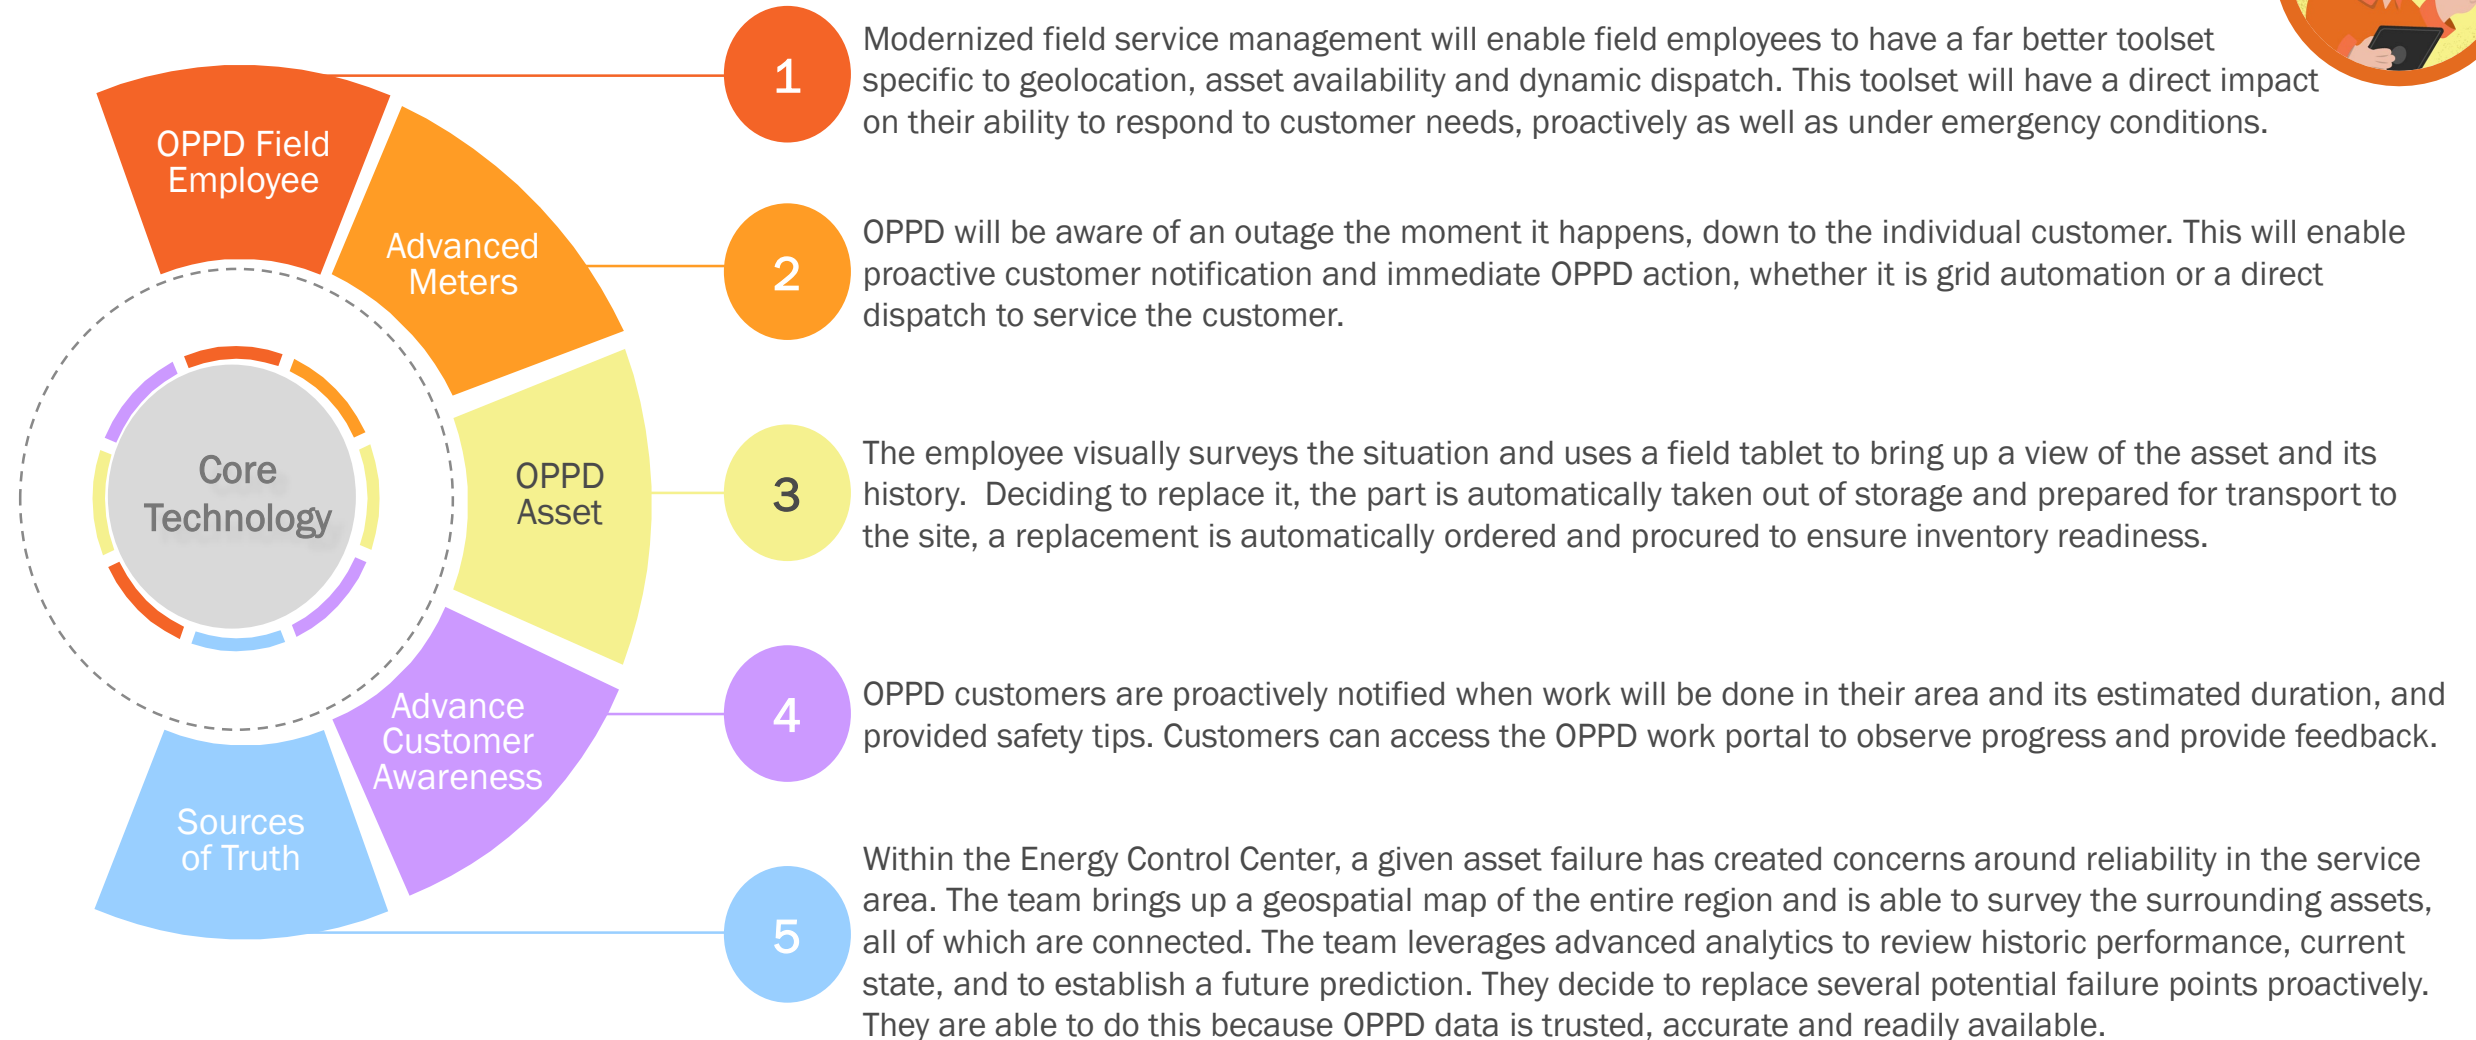 OPPD Field
Employee
Advanced
Meters
OPPD
Asset
Advance
Customer
Awareness
Sources
of Truth
Core
Technology
1
Modernized field service management will enable field employees to have a far better toolset
specific to geolocation, asset availability and dynamic dispatch. This toolset will have a direct impact
on their ability to respond to customer needs, proactively as well as under emergency conditions.
2
OPPD will be aware of an outage the moment it happens, down to the individual customer. This will enable
proactive customer notification and immediate OPPD action, whether it is grid automation or a direct
dispatch to service the customer.
3
The employee visually surveys the situation and uses a field tablet to bring up a view of the asset and its
history.  Deciding to replace it, the part is automatically taken out of storage and prepared for transport to
the site, a replacement is automatically ordered and procured to ensure inventory readiness.
4
OPPD customers are proactively notified when work will be done in their area and its estimated duration, and
provided safety tips. Customers can access the OPPD work portal to observe progress and provide feedback.
5
Within the Energy Control Center, a given asset failure has created concerns around reliability in the service
area. The team brings up a geospatial map of the entire region and is able to survey the surrounding assets,
all of which are connected. The team leverages advanced analytics to review historic performance, current
state, and to establish a future prediction. They decide to replace several potential failure points proactively.
They are able to do this because OPPD data is trusted, accurate and readily available.